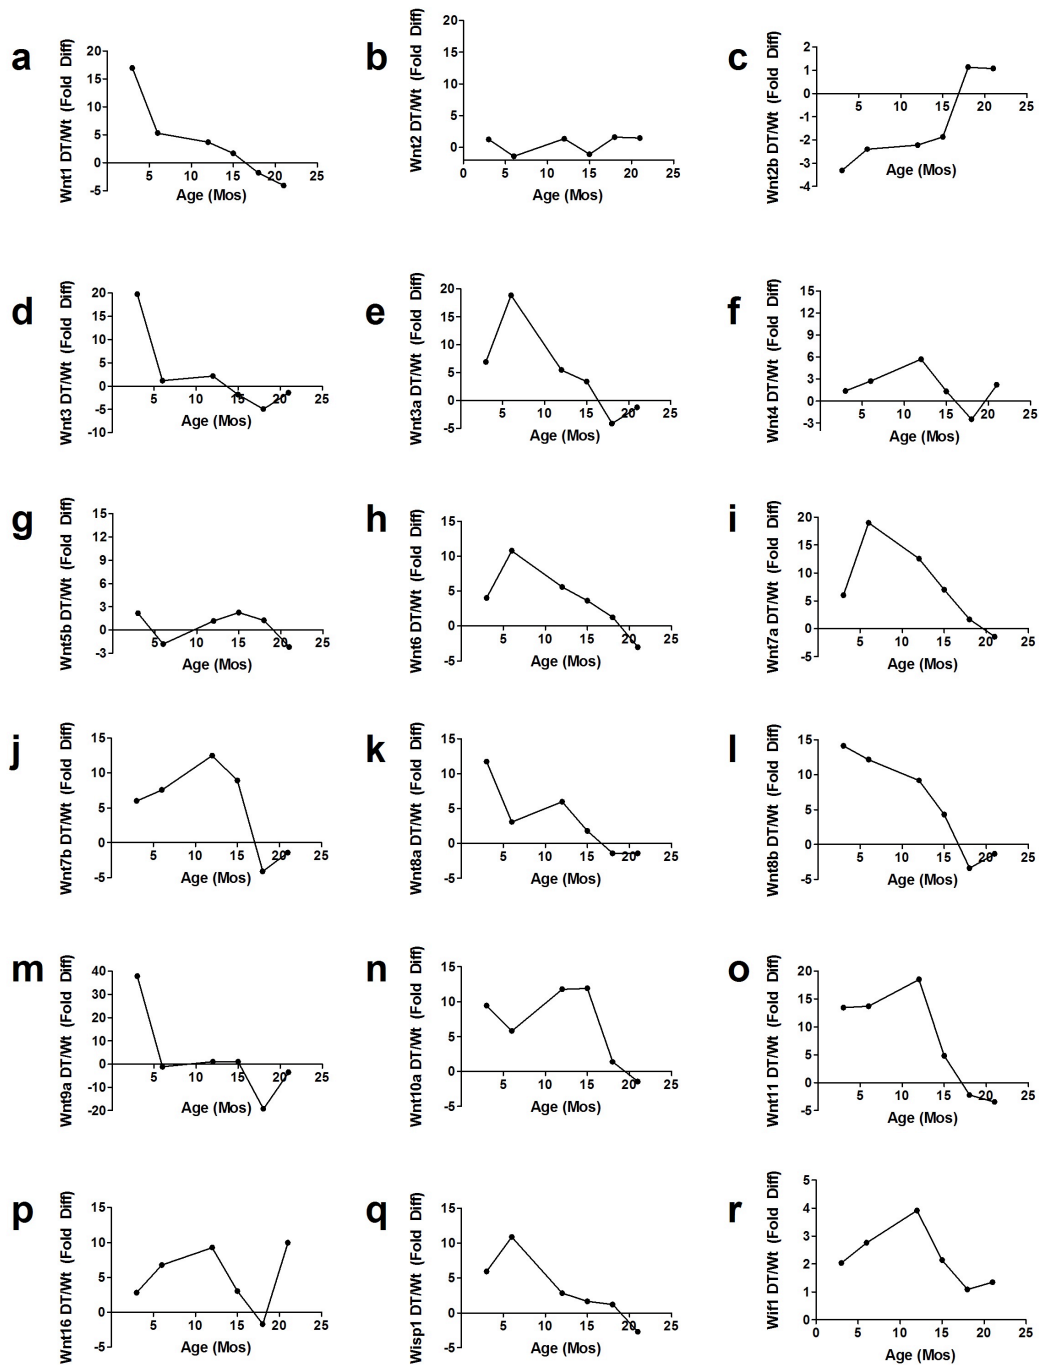 a
Wnt1 DT/Wt (Fold Diff)
20
15
10
5
0
-5
5 10 15 20 25
Age (Mos)
b
Wnt2 DT/Wt (Fold Diff)
20
15
10
5
0
5 10 15 20 25
Age (Mos)
c
Wnt2b DT/Wt (Fold Diff)
2
1
0
-1
-2
-3
-4
5 10 15 20 25
Age (Mos)
d
Wnt3 DT/Wt (Fold Diff)
20
15
10
5
0
-5
-10
5 10 15 20 25
Age (Mos)
e
Wnt3a DT/Wt (Fold Diff)
20
15
10
5
0
-5
5 10 15 20 25
Age (Mos)
f
Wnt4 DT/Wt (Fold Diff)
15
12
9
6
3
0
-3
5 10 15 20 25
Age (Mos)
g
Wnt5b DT/Wt (Fold Diff)
15
12
9
6
3
0
-3
5 10 15 20 25
Age (Mos)
h
Wnt6 DT/Wt (Fold Diff)
15
10
5
0
-5
5 10 15 20 25
Age (Mos)
i
Wnt7a DT/Wt (Fold Diff)
20
15
10
5
0
-5
5 10 15 20 25
Age (Mos)
j
Wnt7b DT/Wt (Fold Diff)
15
10
5
0
-5
5 10 15 20 25
Age (Mos)
k
Wnt8a DT/Wt (Fold Diff)
15
10
5
0
-5
5 10 15 20 25
Age (Mos)
l
Wnt8b DT/Wt (Fold Diff)
15
10
5
0
-5
5 10 15 20 25
Age (Mos)
m
Wnt9a DT/Wt (Fold Diff)
40
30
20
10
0
-10
-20
5 10 15 20 25
Age (Mos)
n
Wnt10a DT/Wt (Fold Diff)
15
10
5
0
-5
5 10 15 20 25
Age (Mos)
o
Wnt11 DT/Wt (Fold Diff)
20
15
10
5
0
-5
5 10 15 20 25
Age (Mos)
p
Wnt16 DT/Wt (Fold Diff)
15
10
5
0
-5
5 10 15 20 25
Age (Mos)
q
Wisp1 DT/Wt (Fold Diff)
15
10
5
0
-5
5 10 15 20 25
Age (Mos)
r
Wif1 DT/Wt (Fold Diff)
5
4
3
2
1
0
0 5 10 15 20 25
Age (Mos)